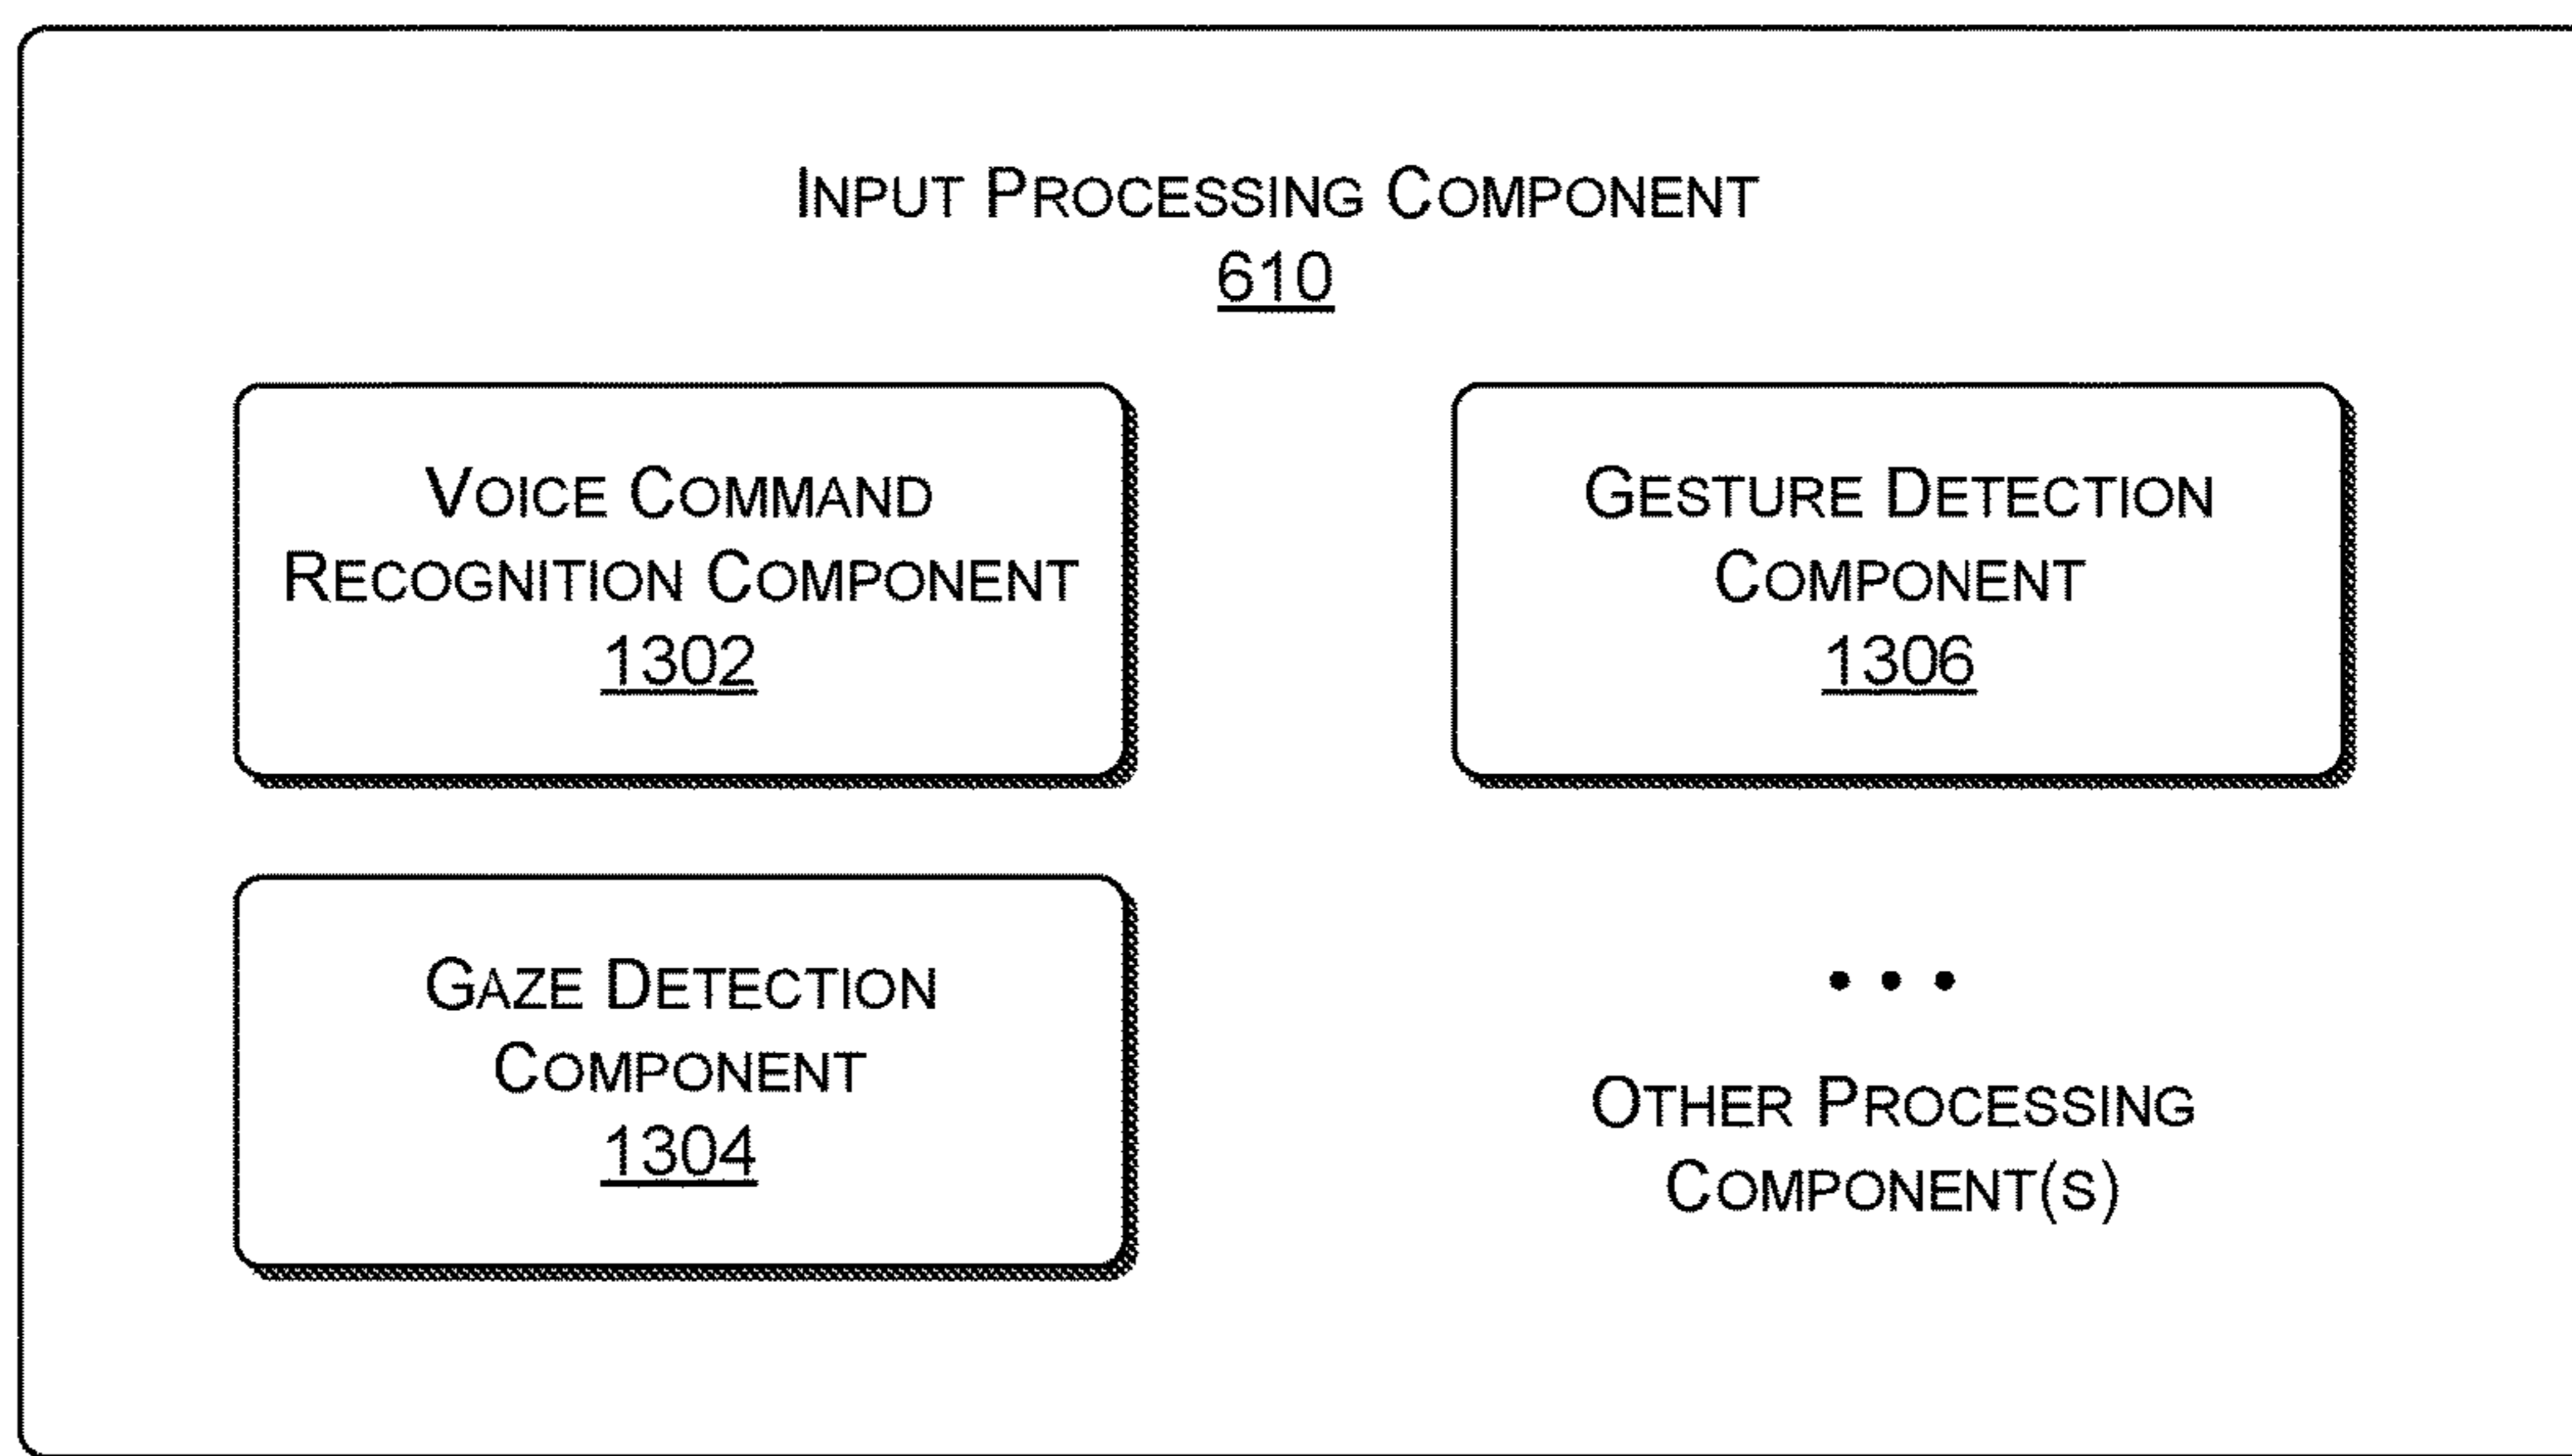 INPUT PROCESSING COMPONENT
610
VOICE COMMAND
RECOGNITION COMPONENT
1302
GESTURE DETECTION
COMPONENT
1306
GAZE DETECTION
COMPONENT
1304
• • •
OTHER PROCESSING
COMPONENT(S)